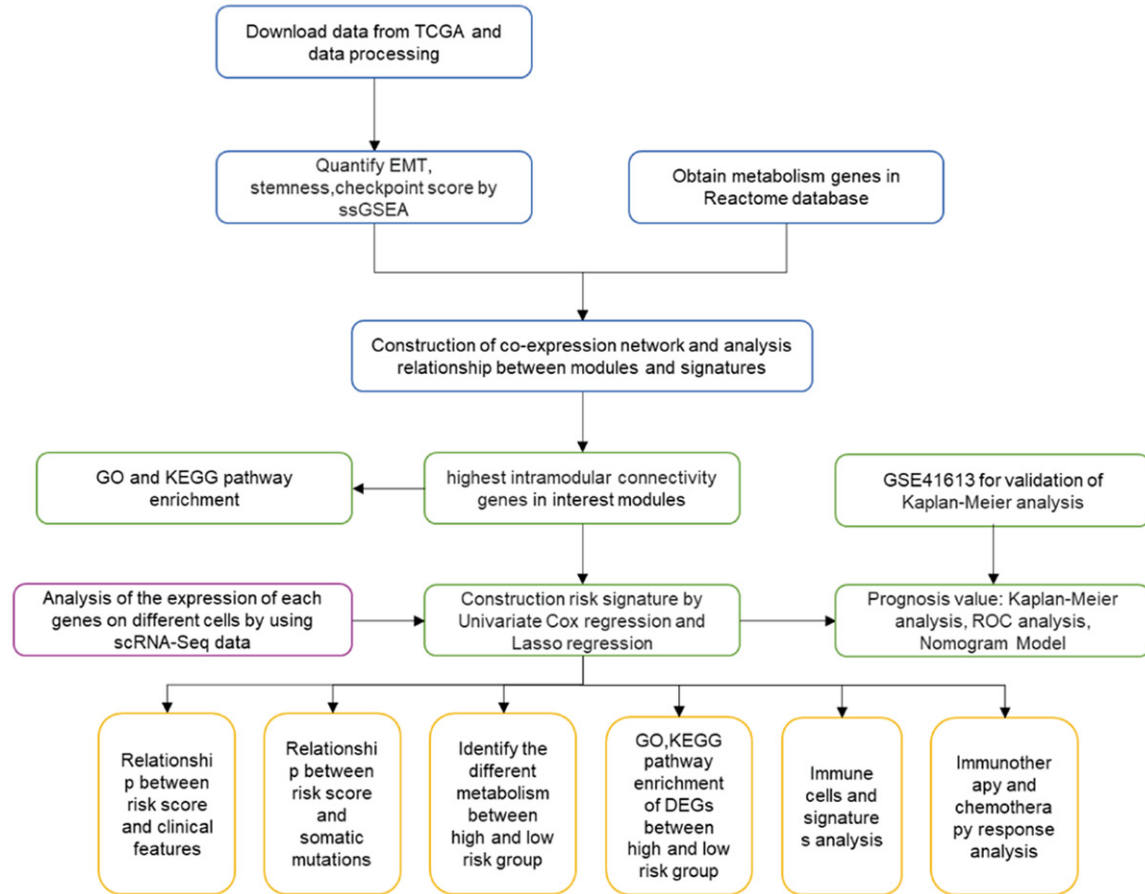 Download data from TCGA and
data processing
Quantify EMT,
stemness,checkpoint score by
ssGSEA
Obtain metabolism genes in
Reactome database
Construction of co-expression network and analysis
relationship between modules and signatures
GO and KEGG pathway
enrichment
highest intramodular connectivity
genes in interest modules
GSE41613 for validation of
Kaplan-Meier analysis
Analysis of the expression of each
genes on different cells by using
scRNA-Seq data
Construction risk signature by
Univariate Cox regression and
Lasso regression
Prognosis value: Kaplan-Meier
analysis, ROC analysis,
Nomogram Model
Relationshi
p between
risk score
and clinical
features
Relationshi
p between
risk score
and
somatic
mutations
Identify the
different
metabolism
between
high and low
risk group
GO,KEGG
pathway
enrichment
of DEGs
between
high and low
risk group
Immune
cells and
signature
s analysis
Immunother
apy and
chemothera
py response
analysis